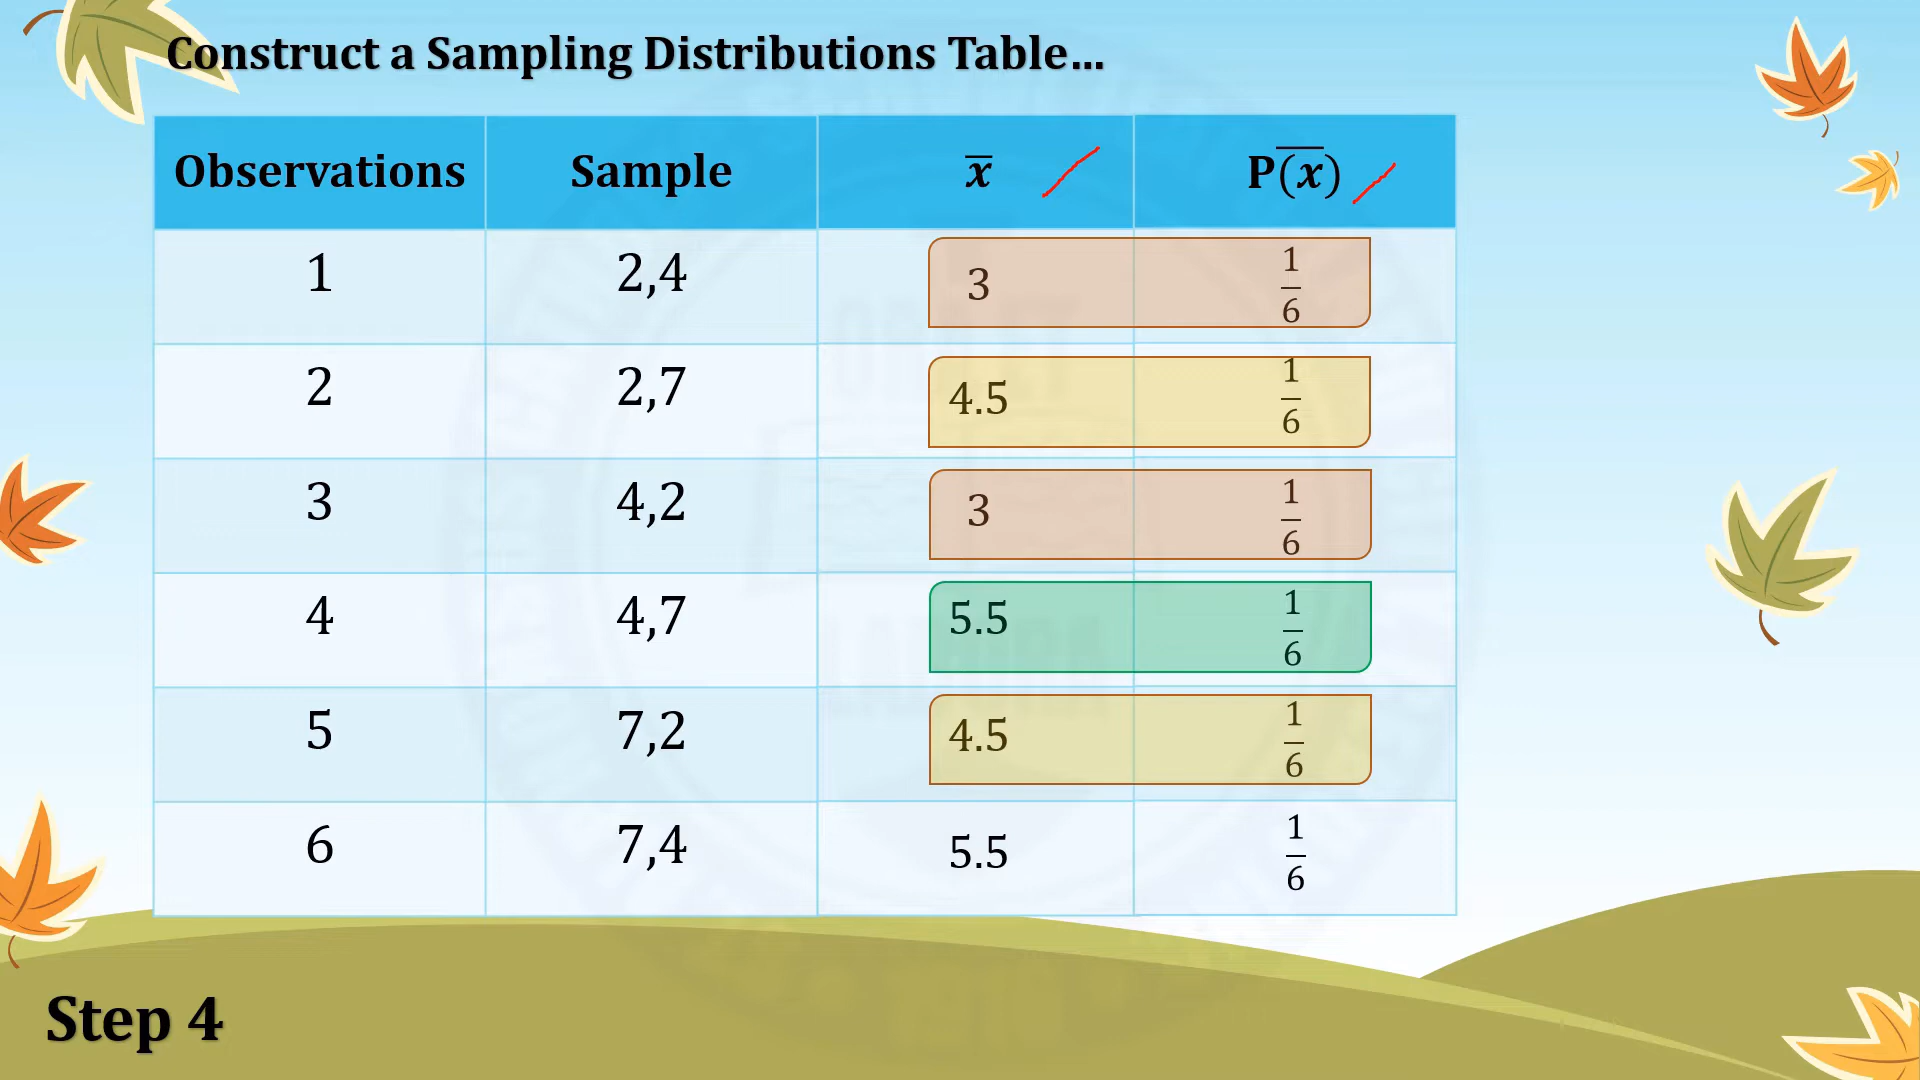 Construct a Sampling Distributions Table...
Observations Sample x̅ P(x̅)
1 2,4 3 1/6
2 2,7 4.5 1/6
3 4,2 3 1/6
4 4,7 5.5 1/6
5 7,2 4.5 1/6
6 7,4 5.5 1/6
Step 4